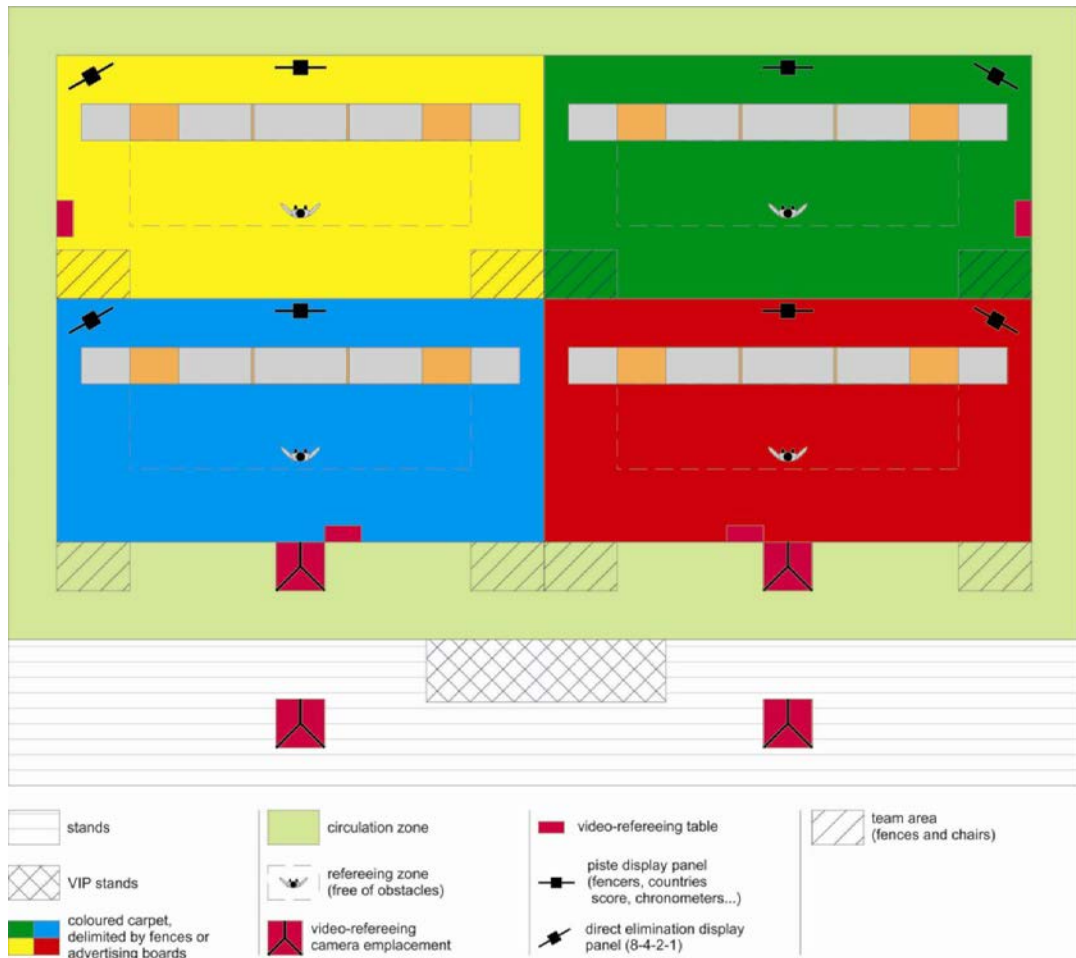 stands
VIP stands
coloured carpet,
delimited by fences or
advertising boards
circulation zone
refereeing zone
(free of obstacles)
video-refereeing
camera emplacement
video-refereeing table
piste display panel
(fencers, countries
score, chronometers...)
direct elimination display
panel (8-4-2-1)
team area
(fences and chairs)